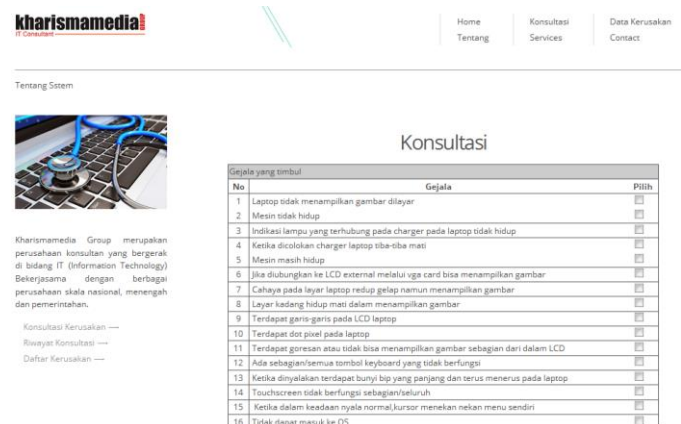 kharismamedia GROUP
IT Consultant
Home Konsultasi Data Kerusakan
Tentang Services Contact
Tentang Sstem
Konsultasi
Kharismamedia Group merupakan
perusahaan konsultan yang bergerak
di bidang IT (Information Technology)
Bekerjasama dengan berbagai
perusahaan skala nasional, menengah
dan pemerintahan.
Konsultasi Kerusakan —
Riwayat Konsultasi —
Daftar Kerusakan —
Gejala yang timbul
No Gejala Pilih
1 Laptop tidak menampilkan gambar dilayar
2 Mesin tidak hidup
3 Indikasi lampu yang terhubung pada charger pada laptop tidak hidup
4 Ketika dicolokan charger laptop tiba-tiba mati
5 Mesin masih hidup
6 Jika diubungkan ke LCD external melalui vga card bisa menampilkan gambar
7 Cahaya pada layar laptop redup gelap namun menampilkan gambar
8 Layar kadang hidup mati dalam menampilkan gambar
9 Terdapat garis-garis pada LCD laptop
10 Terdapat dot pixel pada laptop
11 Terdapat goresan atau tidak bisa menampilkan gambar sebagian dari dalam LCD
12 Ada sebagian/semua tombol keyboard yang tidak berfungsi
13 Ketika dinyalakan terdapat bunyi bip yang panjang dan terus menerus pada laptop
14 Touchscreen tidak berfungsi sebagian/seluruh
15 Ketika dalam keadaan nyala normal,kursor menekan nekan menu sendiri
16 Tidak dapat masuk ke OS